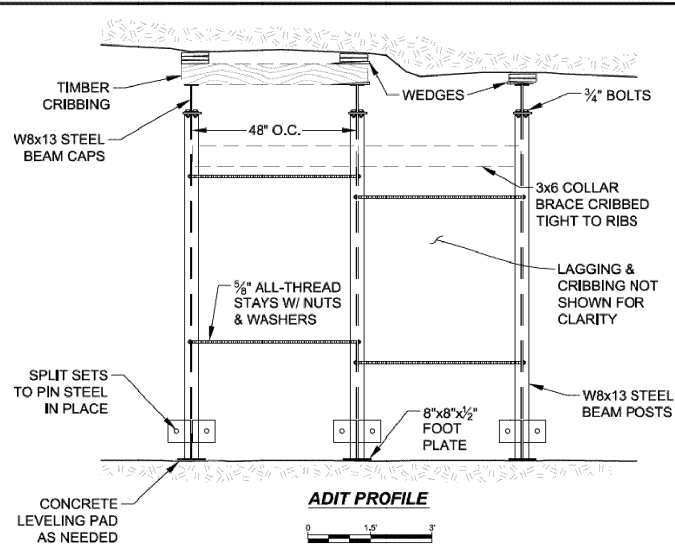 TIMBER
CRIBBING
W8x13 STEEL
BEAM CAPS
48" O.C.
WEDGES
¾" BOLTS
3x6 COLLAR
BRACE CRIBBED
TIGHT TO RIBS
LAGGING &
CRIBBING NOT
SHOWN FOR
CLARITY
⅝" ALL-THREAD
STAYS W/ NUTS
& WASHERS
SPLIT SETS
TO PIN STEEL
IN PLACE
W8x13 STEEL
BEAM POSTS
8"x8"x½"
FOOT
PLATE
CONCRETE
LEVELING PAD
AS NEEDED
ADIT PROFILE
0 1.5' 3'